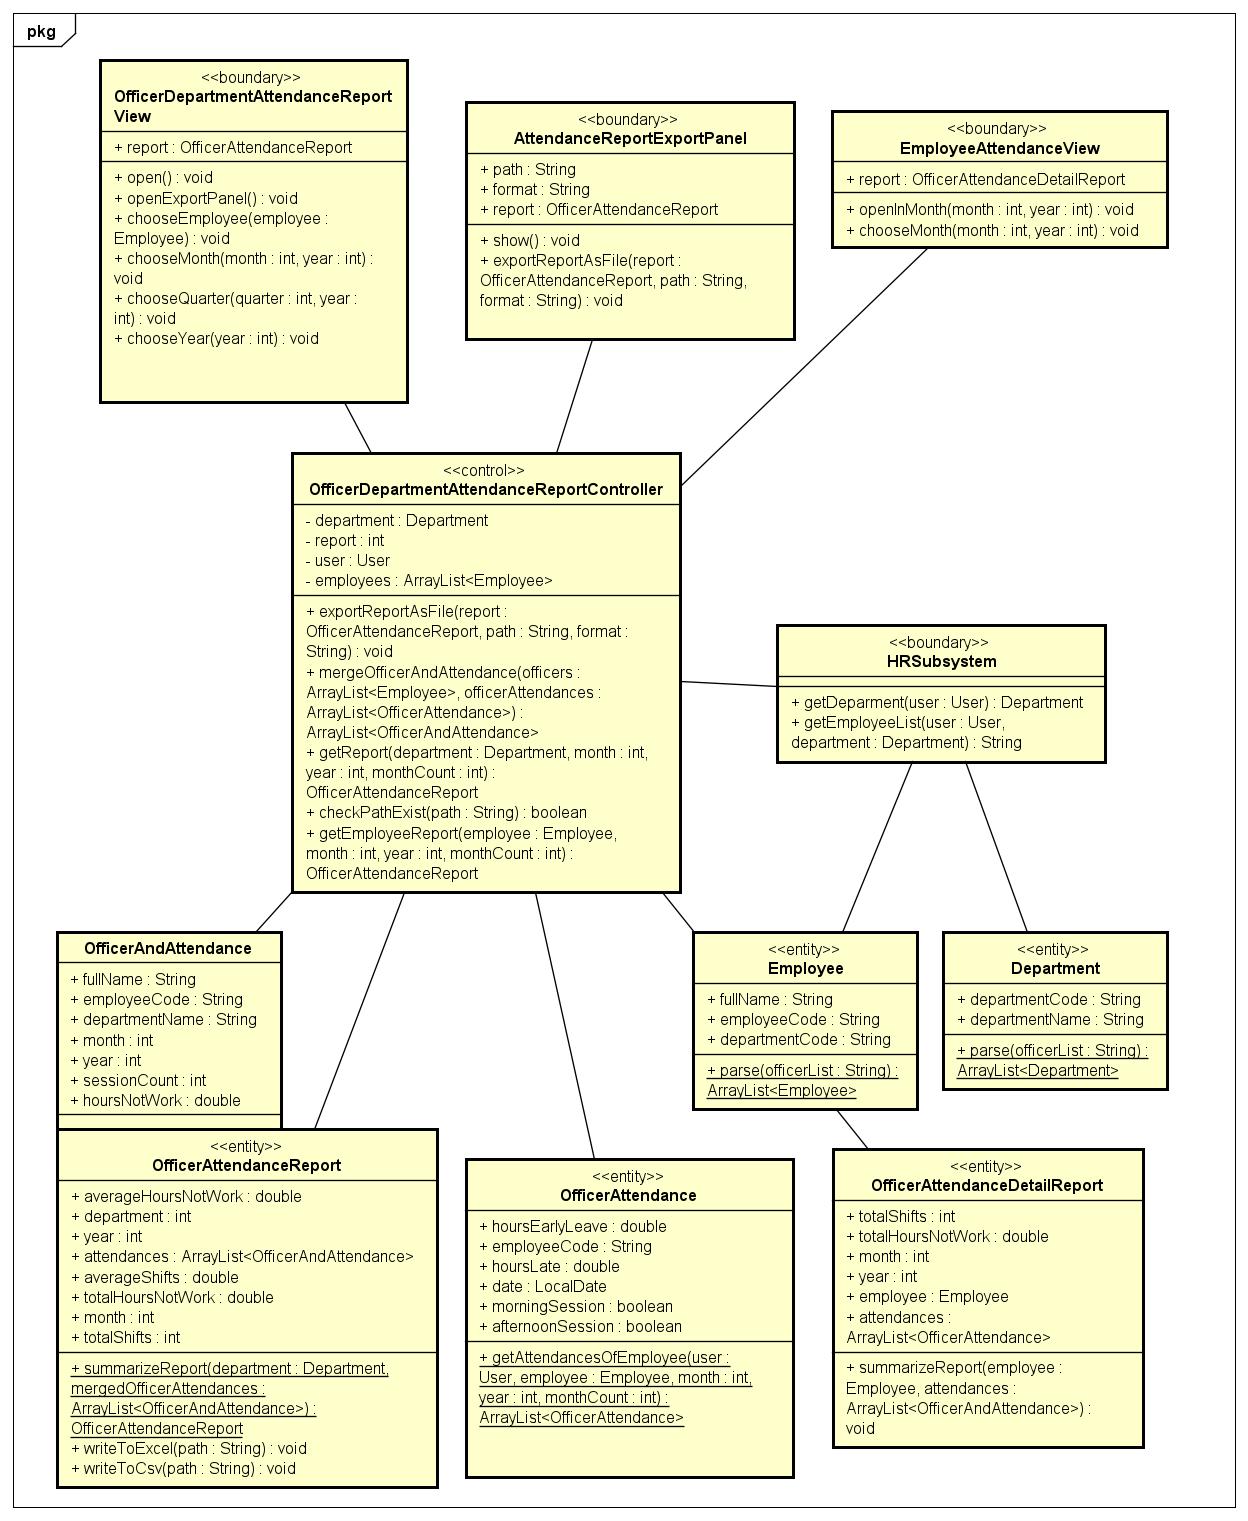 pkg
<<boundary>>
OfficerDepartmentAttendanceReport
View
+ report : OfficerAttendanceReport
+ open() : void
+ openExportPanel() : void
+ chooseEmployee(employee :
Employee) : void
+ chooseMonth(month : int, year : int) :
void
+ chooseQuarter(quarter : int, year :
int) : void
+ chooseYear(year : int) : void
<<boundary>>
AttendanceReportExportPanel
+ path : String
+ format : String
+ report : OfficerAttendanceReport
+ show() : void
+ exportReportAsFile(report :
OfficerAttendanceReport, path : String,
format : String) : void
<<boundary>>
EmployeeAttendanceView
+ report : OfficerAttendanceDetailReport
+ openInMonth(month : int, year : int) : void
+ chooseMonth(month : int, year : int) : void
<<control>>
OfficerDepartmentAttendanceReportController
- department : Department
- report : int
- user : User
- employees : ArrayList<Employee>
+ exportReportAsFile(report :
OfficerAttendanceReport, path : String, format :
String) : void
+ mergeOfficerAndAttendance(officers :
ArrayList<Employee>, officerAttendances :
ArrayList<OfficerAttendance>) :
ArrayList<OfficerAndAttendance>
+ getReport(department : Department, month : int,
year : int, monthCount : int) :
OfficerAttendanceReport
+ checkPathExist(path : String) : boolean
+ getEmployeeReport(employee : Employee,
month : int, year : int, monthCount : int) :
OfficerAttendanceReport
<<boundary>>
HRSubsystem
+ getDeparment(user : User) : Department
+ getEmployeeList(user : User,
department : Department) : String
OfficerAndAttendance
+ fullName : String
+ employeeCode : String
+ departmentName : String
+ month : int
+ year : int
+ sessionCount : int
+ hoursNotWork : double
<<entity>>
Employee
+ fullName : String
+ employeeCode : String
+ departmentCode : String
+ parse(officerList : String) :
ArrayList<Employee>
<<entity>>
Department
+ departmentCode : String
+ departmentName : String
+ parse(officerList : String) :
ArrayList<Department>
<<entity>>
OfficerAttendanceReport
+ averageHoursNotWork : double
+ department : int
+ year : int
+ attendances : ArrayList<OfficerAndAttendance>
+ averageShifts : double
+ totalHoursNotWork : double
+ month : int
+ totalShifts : int
+ summarizeReport(department : Department,
mergedOfficerAttendances :
ArrayList<OfficerAndAttendance>) :
OfficerAttendanceReport
+ writeToExcel(path : String) : void
+ writeToCsv(path : String) : void
<<entity>>
OfficerAttendance
+ hoursEarlyLeave : double
+ employeeCode : String
+ hoursLate : double
+ date : LocalDate
+ morningSession : boolean
+ afternoonSession : boolean
+ getAttendancesOfEmployee(user :
User, employee : Employee, month : int,
year : int, monthCount : int) :
ArrayList<OfficerAttendance>
<<entity>>
OfficerAttendanceDetailReport
+ totalShifts : int
+ totalHoursNotWork : double
+ month : int
+ year : int
+ employee : Employee
+ attendances :
ArrayList<OfficerAttendance>
+ summarizeReport(employee :
Employee, attendances :
ArrayList<OfficerAndAttendance>) :
void